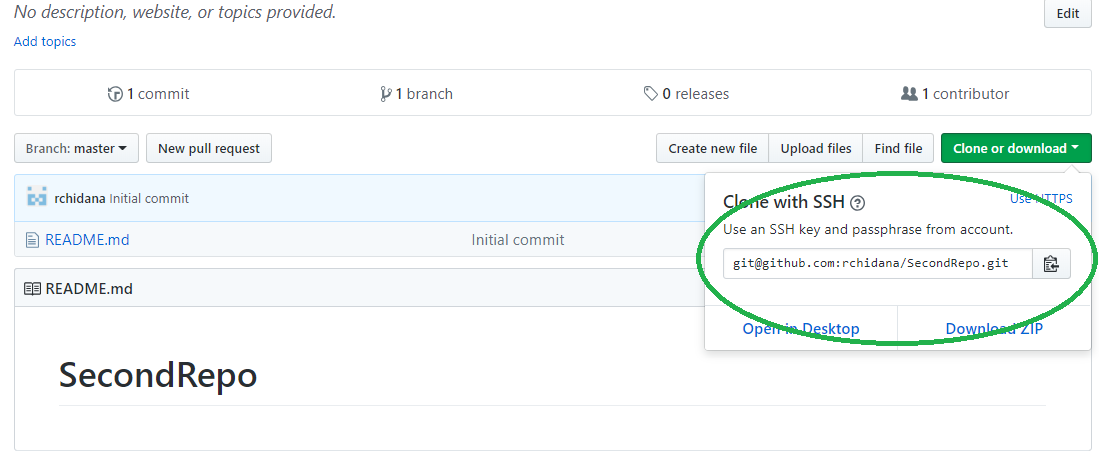 No description, website, or topics provided.
Edit
Add topics
1 commit
1 branch
0 releases
1 contributor
Branch: master
New pull request
Create new file
Upload files
Find file
Clone or download
rchidana Initial commit
README.md
Initial commit
Clone with SSH
Use HTTPS
Use an SSH key and passphrase from account.
git@github.com:rchidana/SecondRepo.git
Open in Desktop
Download ZIP
README.md
SecondRepo